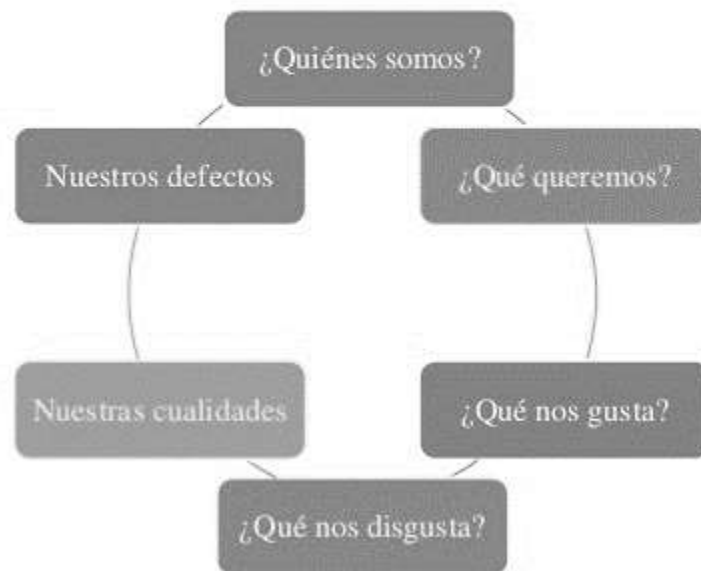 ¿Quiénes somos?
Nuestros defectos
¿Qué queremos?
Nuestras cualidades
¿Qué nos gusta?
¿Qué nos disgusta?